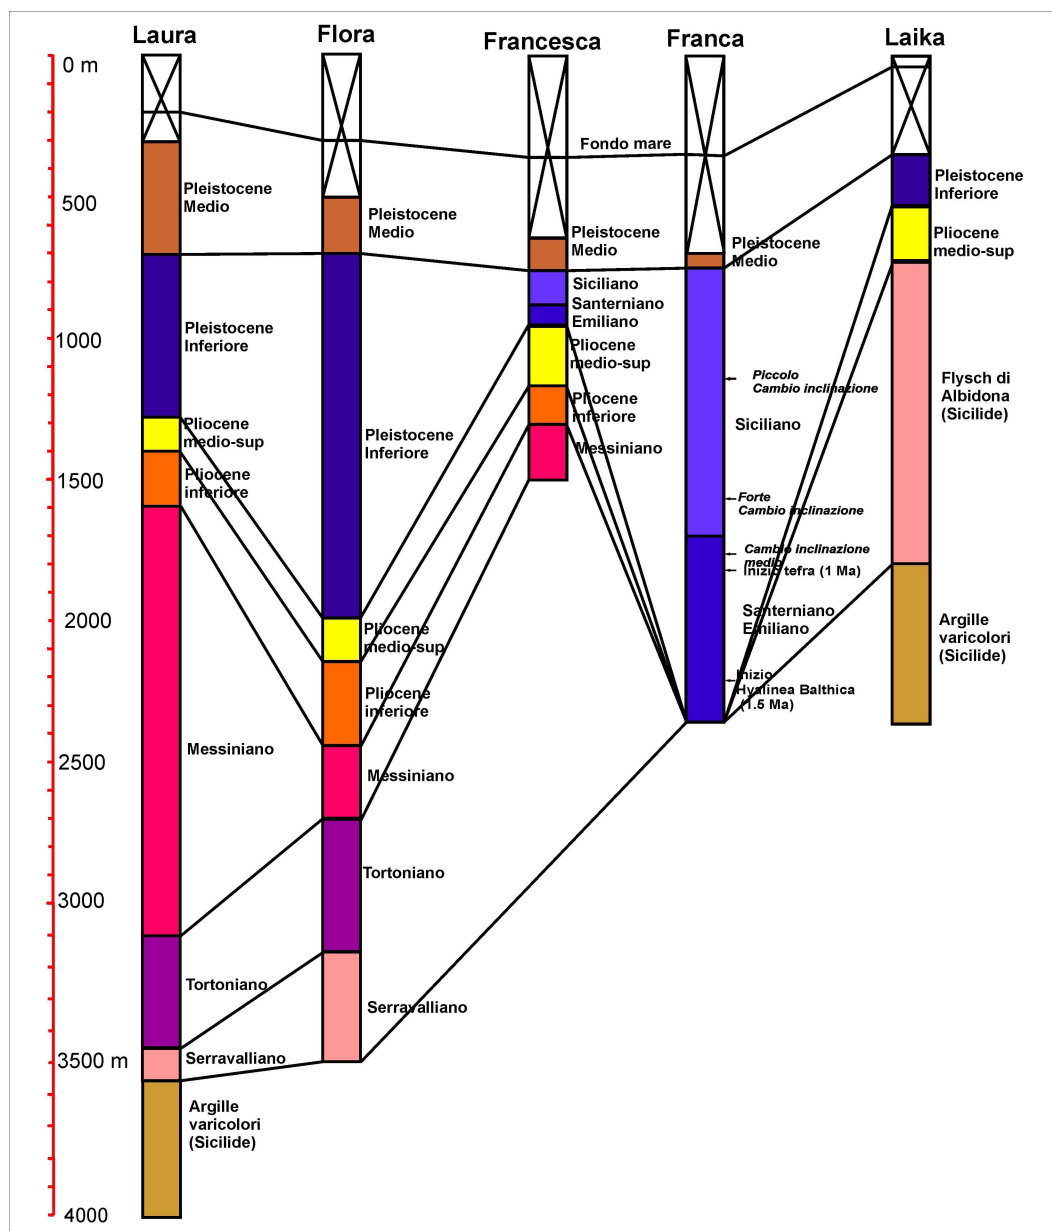 Laura
Flora
Francesca
Franca
Laika
0 m
500
1000
1500
2000
2500
3000
3500 m
4000
Pleistocene
Medio
Pleistocene
Inferiore
Pliocene
medio-sup
Pliocene
inferiore
Messiniano
Tortoniano
Serravalliano
Argille
varicolori
(Sicilide)
Pleistocene
Medio
Pleistocene
Inferiore
Pliocene
medio-sup
Pliocene
inferiore
Messiniano
Tortoniano
Serravalliano
Fondo mare
Pleistocene
Medio
Siciliano
Santerniano
Emiliano
Pliocene
medio-sup
Pliocene
inferiore
Messiniano
Pleistocene
Medio
Piccolo
Cambio inclinazione
Siciliano
Forte
Cambio inclinazione
Cambio inclinazione
medio
Inizio tefra (1 Ma)
Santerniano
Emiliano
Inizio
Hyalinea Balthica
(1.5 Ma)
Pleistocene
Inferiore
Pliocene
medio-sup
Flysch di
Albidona
(Sicilide)
Argille
varicolori
(Sicilide)